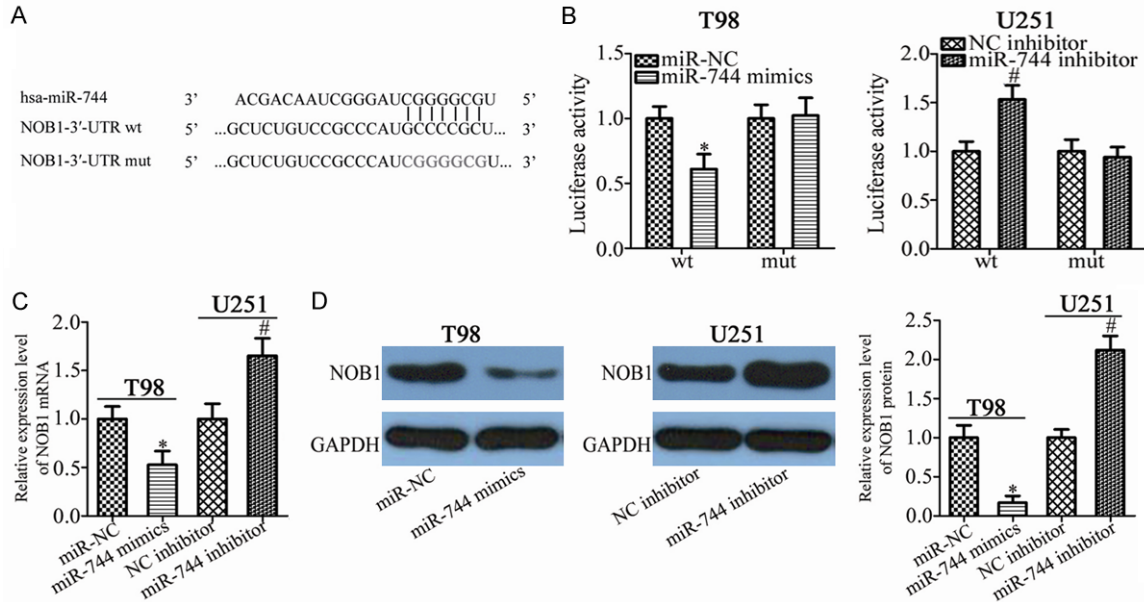 A
hsa-miR-744 3’ ACGACAAUCGGGAUCGGGGCGU 5’
NOB1-3′-UTR wt 5’ ...GCUCUGUCCGCCCAUGCCCCGCU... 3’
NOB1-3′-UTR mut 5’ ...GCUCUGUCCGCCCAUCGGGGCGU... 3’
B
T98
Luciferase activity
1.5
1.0
0.5
0.0
miR-NC
miR-744 mimics
*
wt mut
U251
Luciferase activity
2.0
1.5
1.0
0.5
0.0
NC inhibitor
miR-744 inhibitor
#
wt mut
C
Relative expression level
of NOB1 mRNA
2.0
1.5
1.0
0.5
0.0
T98
*
U251
#
miR-NC
miR-744 mimics
NC inhibitor
miR-744 inhibitor
D
T98
NOB1
GAPDH
miR-NC
miR-744 mimics
U251
NOB1
GAPDH
NC inhibitor
miR-744 inhibitor
Relative expression level
of NOB1 protein
2.5
2.0
1.5
1.0
0.5
0.0
T98
*
U251
#
miR-NC
miR-744 mimics
NC inhibitor
miR-744 inhibitor